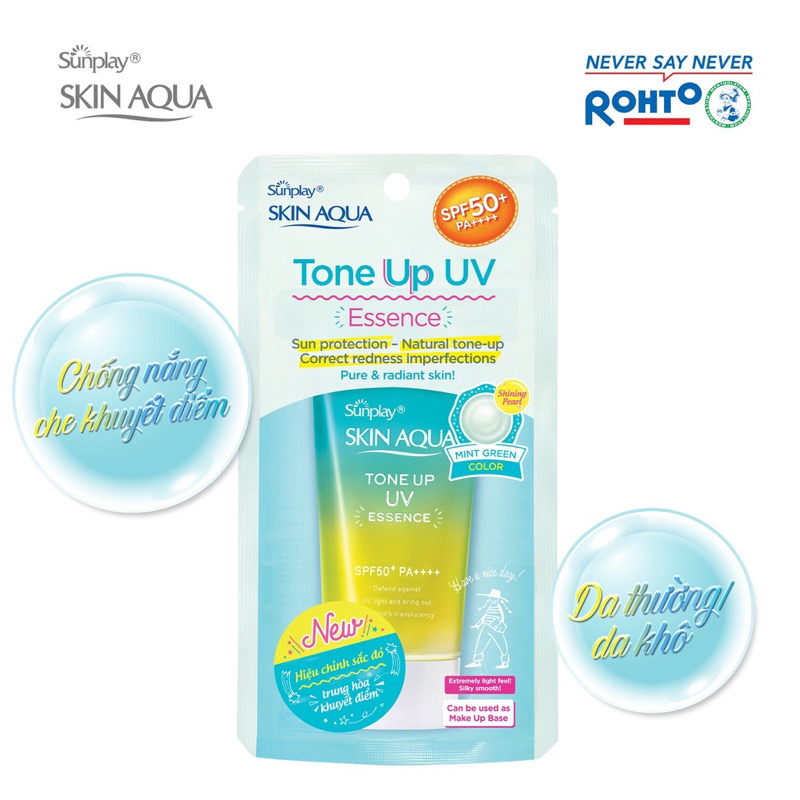 Sunplay®
SKIN AQUA
NEVER SAY NEVER
ROHTO
Sunplay®
SKIN AQUA
SPF50+
PA++++
Tone Up UV
Essence
Sun protection – Natural tone-up
Correct redness imperfections
Pure & radiant skin!
Chống nắng
che khuyết điểm
Shining
Pearl
MINT GREEN
COLOR
Sunplay®
SKIN AQUA
TONE UP
UV
ESSENCE
SPF50+ PA++++
Defend against
UV light and bring out
translucency
Have a nice day!
New
Hiệu chỉnh sắc đỏ
trung hòa
khuyết điểm
Extremely light feel!
Silky smooth!
Can be used as
Make Up Base
Da thường/
da khô